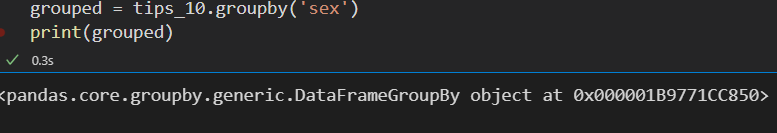 grouped = tips_10.groupby('sex')
print(grouped)
0.3s
<pandas.core.groupby.generic.DataFrameGroupBy object at 0x000001B9771CC850>